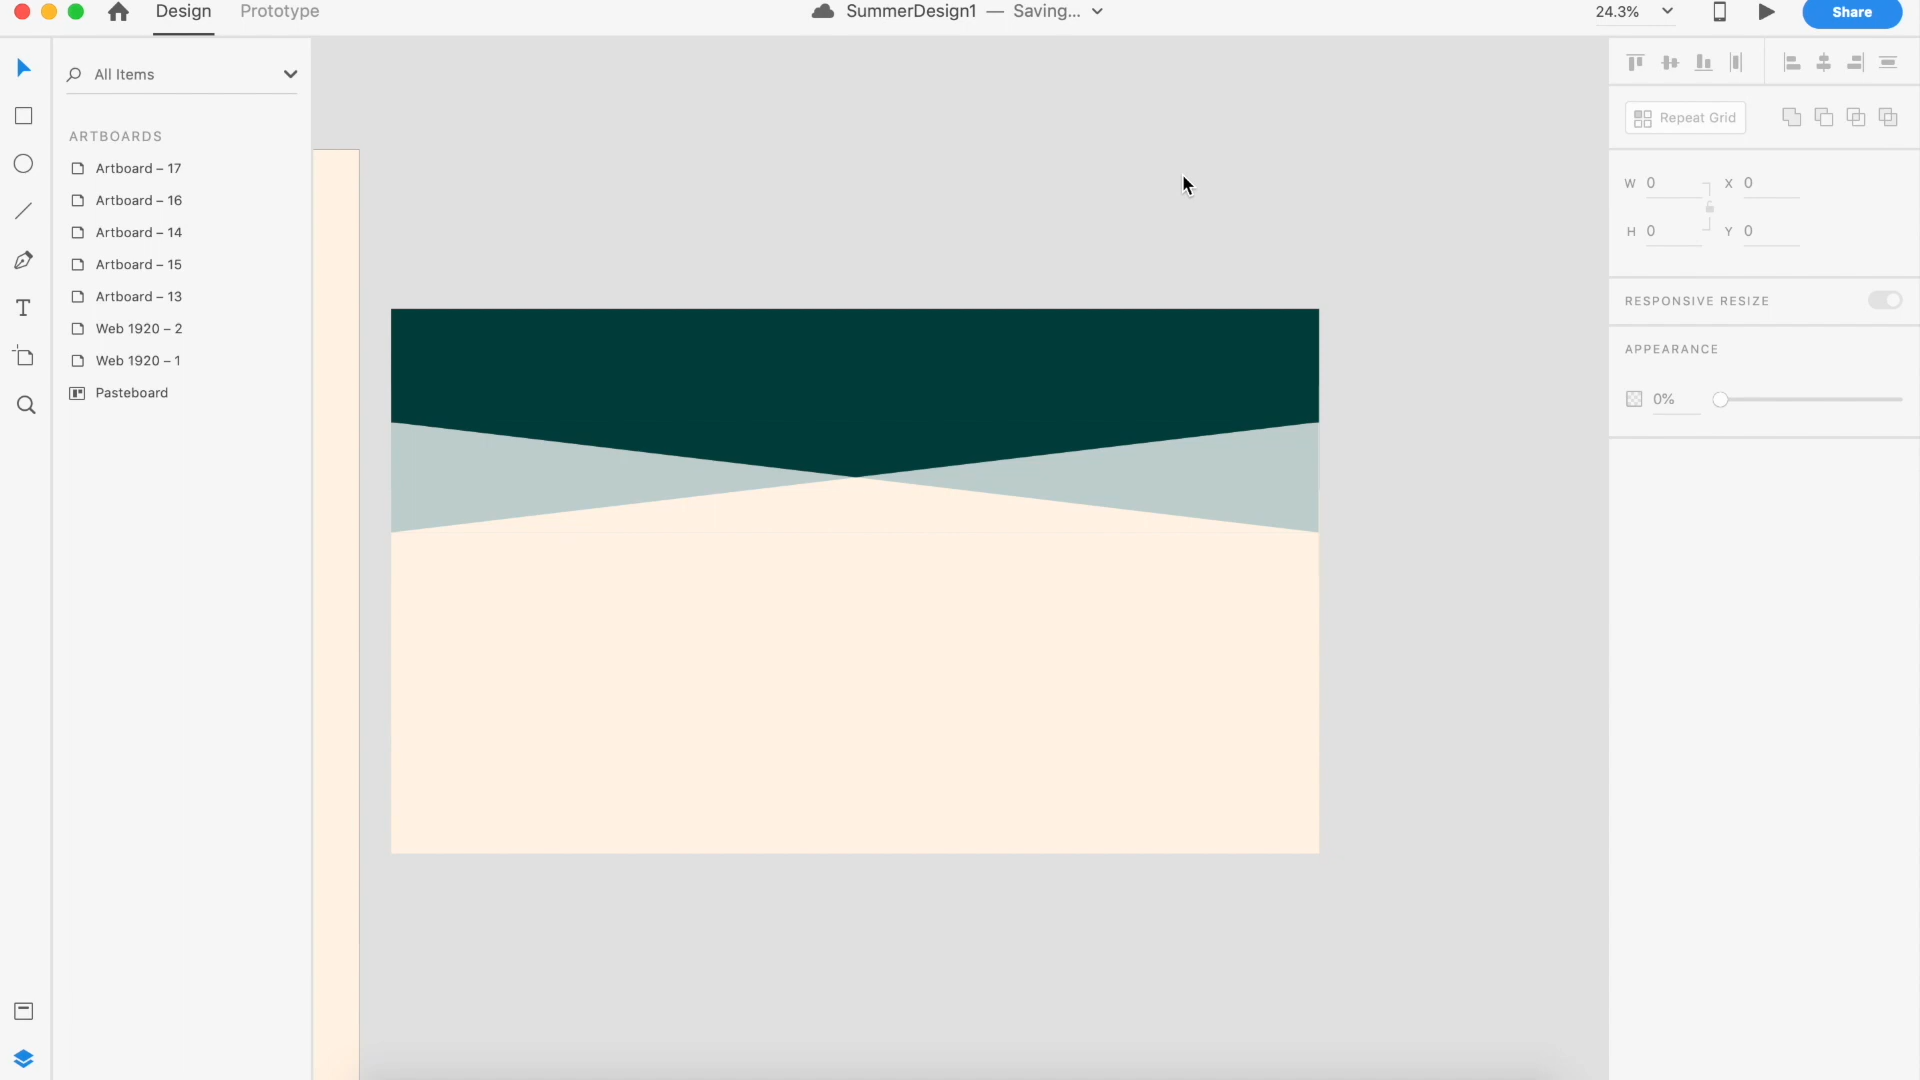 Design Prototype SummerDesign1 — Saving... 24.3% Share
All Items
ARTBOARDS
Artboard – 17
Artboard – 16
Artboard – 14
Artboard – 15
Artboard – 13
Web 1920 – 2
Web 1920 – 1
Pasteboard
Repeat Grid
W 0 X 0
H 0 Y 0
RESPONSIVE RESIZE
APPEARANCE
0%